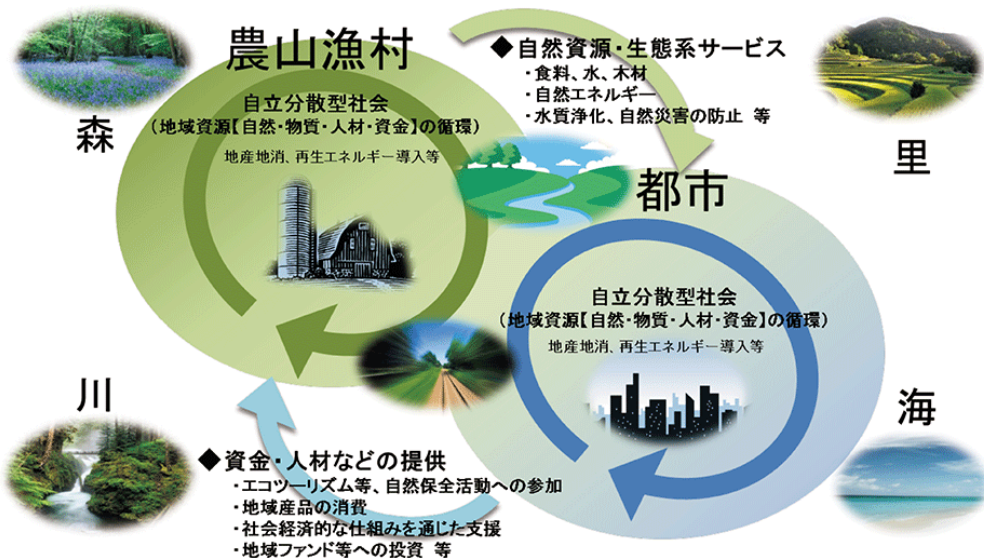 農山漁村
自立分散型社会
（地域資源【自然・物質・人材・資金】の循環）
地産地消、再生エネルギー導入等
森
◆自然資源・生態系サービス
・食料、水、木材
・自然エネルギー
・水質浄化、自然災害の防止 等
里
都市
自立分散型社会
（地域資源【自然・物質・人材・資金】の循環）
地産地消、再生エネルギー導入等
川
◆資金・人材などの提供
・エコツーリズム等、自然保全活動への参加
・地域産品の消費
・社会経済的な仕組みを通じた支援
・地域ファンド等への投資 等
海